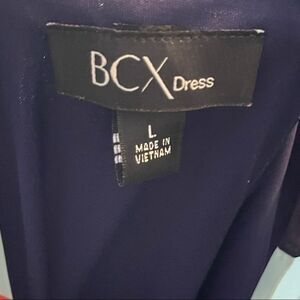 BCX Dress
L
MADE IN
VIETNAM